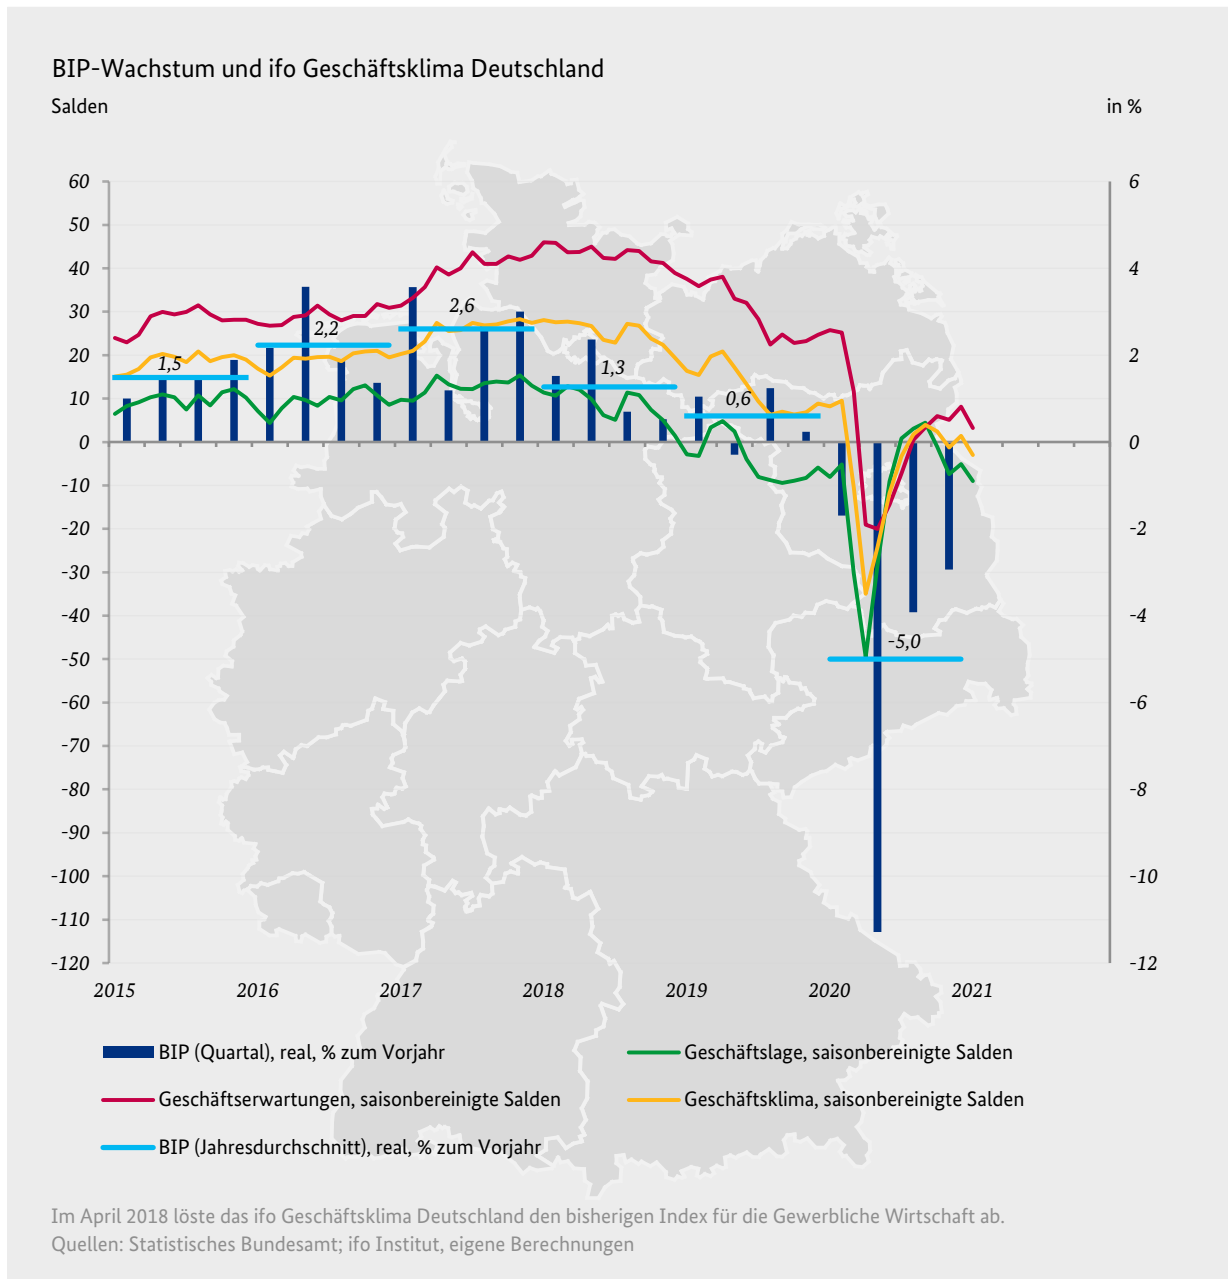 BIP-Wachstum und ifo Geschäftsklima Deutschland
Salden in %
60 6
50
40 4
30
20 2
10
0 0
-10
-20 -2
-30
-40 -4
-50
-60 -6
-70
-80 -8
-90
-100 -10
-110
-120 -12
1,5 2,2 2,6 1,3 0,6 -5,0
2015 2016 2017 2018 2019 2020 2021
BIP (Quartal), real, % zum Vorjahr
Geschäftslage, saisonbereinigte Salden
Geschäftserwartungen, saisonbereinigte Salden
Geschäftsklima, saisonbereinigte Salden
BIP (Jahresdurchschnitt), real, % zum Vorjahr
Im April 2018 löste das ifo Geschäftsklima Deutschland den bisherigen Index für die Gewerbliche Wirtschaft ab.
Quellen: Statistisches Bundesamt; ifo Institut, eigene Berechnungen